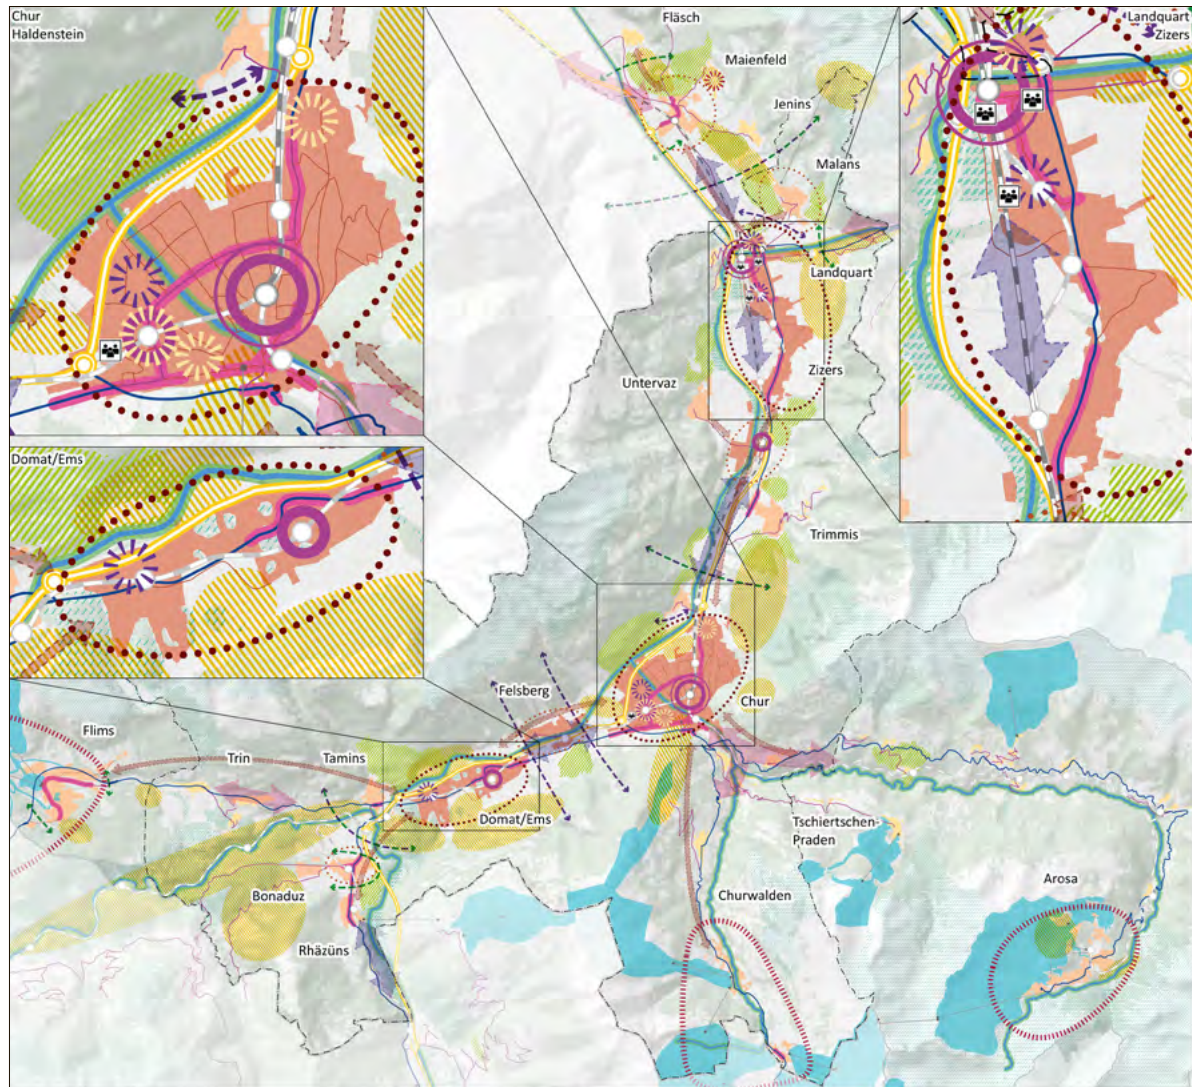 Chur
Haldenstein
Fläsch
Landquart
Zizers
Maienfeld
Jenins
Malans
Landquart
Untervaz
Zizers
Domat/Ems
Trimmis
Felsberg
Chur
Flims
Trin
Tamins
Domat/Ems
Tschiertschen-
Praden
Arosa
Bonaduz
Churwalden
Rhäzüns